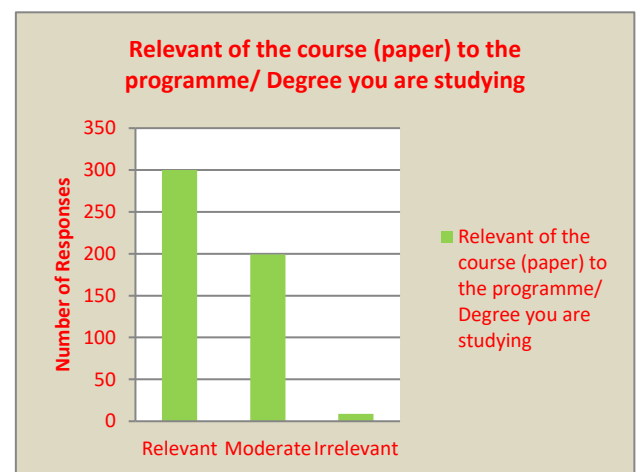 Relevant of the course (paper) to the
programme/ Degree you are studying
350
300
250
200
150
100
50
0
Number of Responses
Relevant Moderate Irrelevant
Relevant of the
course (paper) to
the programme/
Degree you are
studying